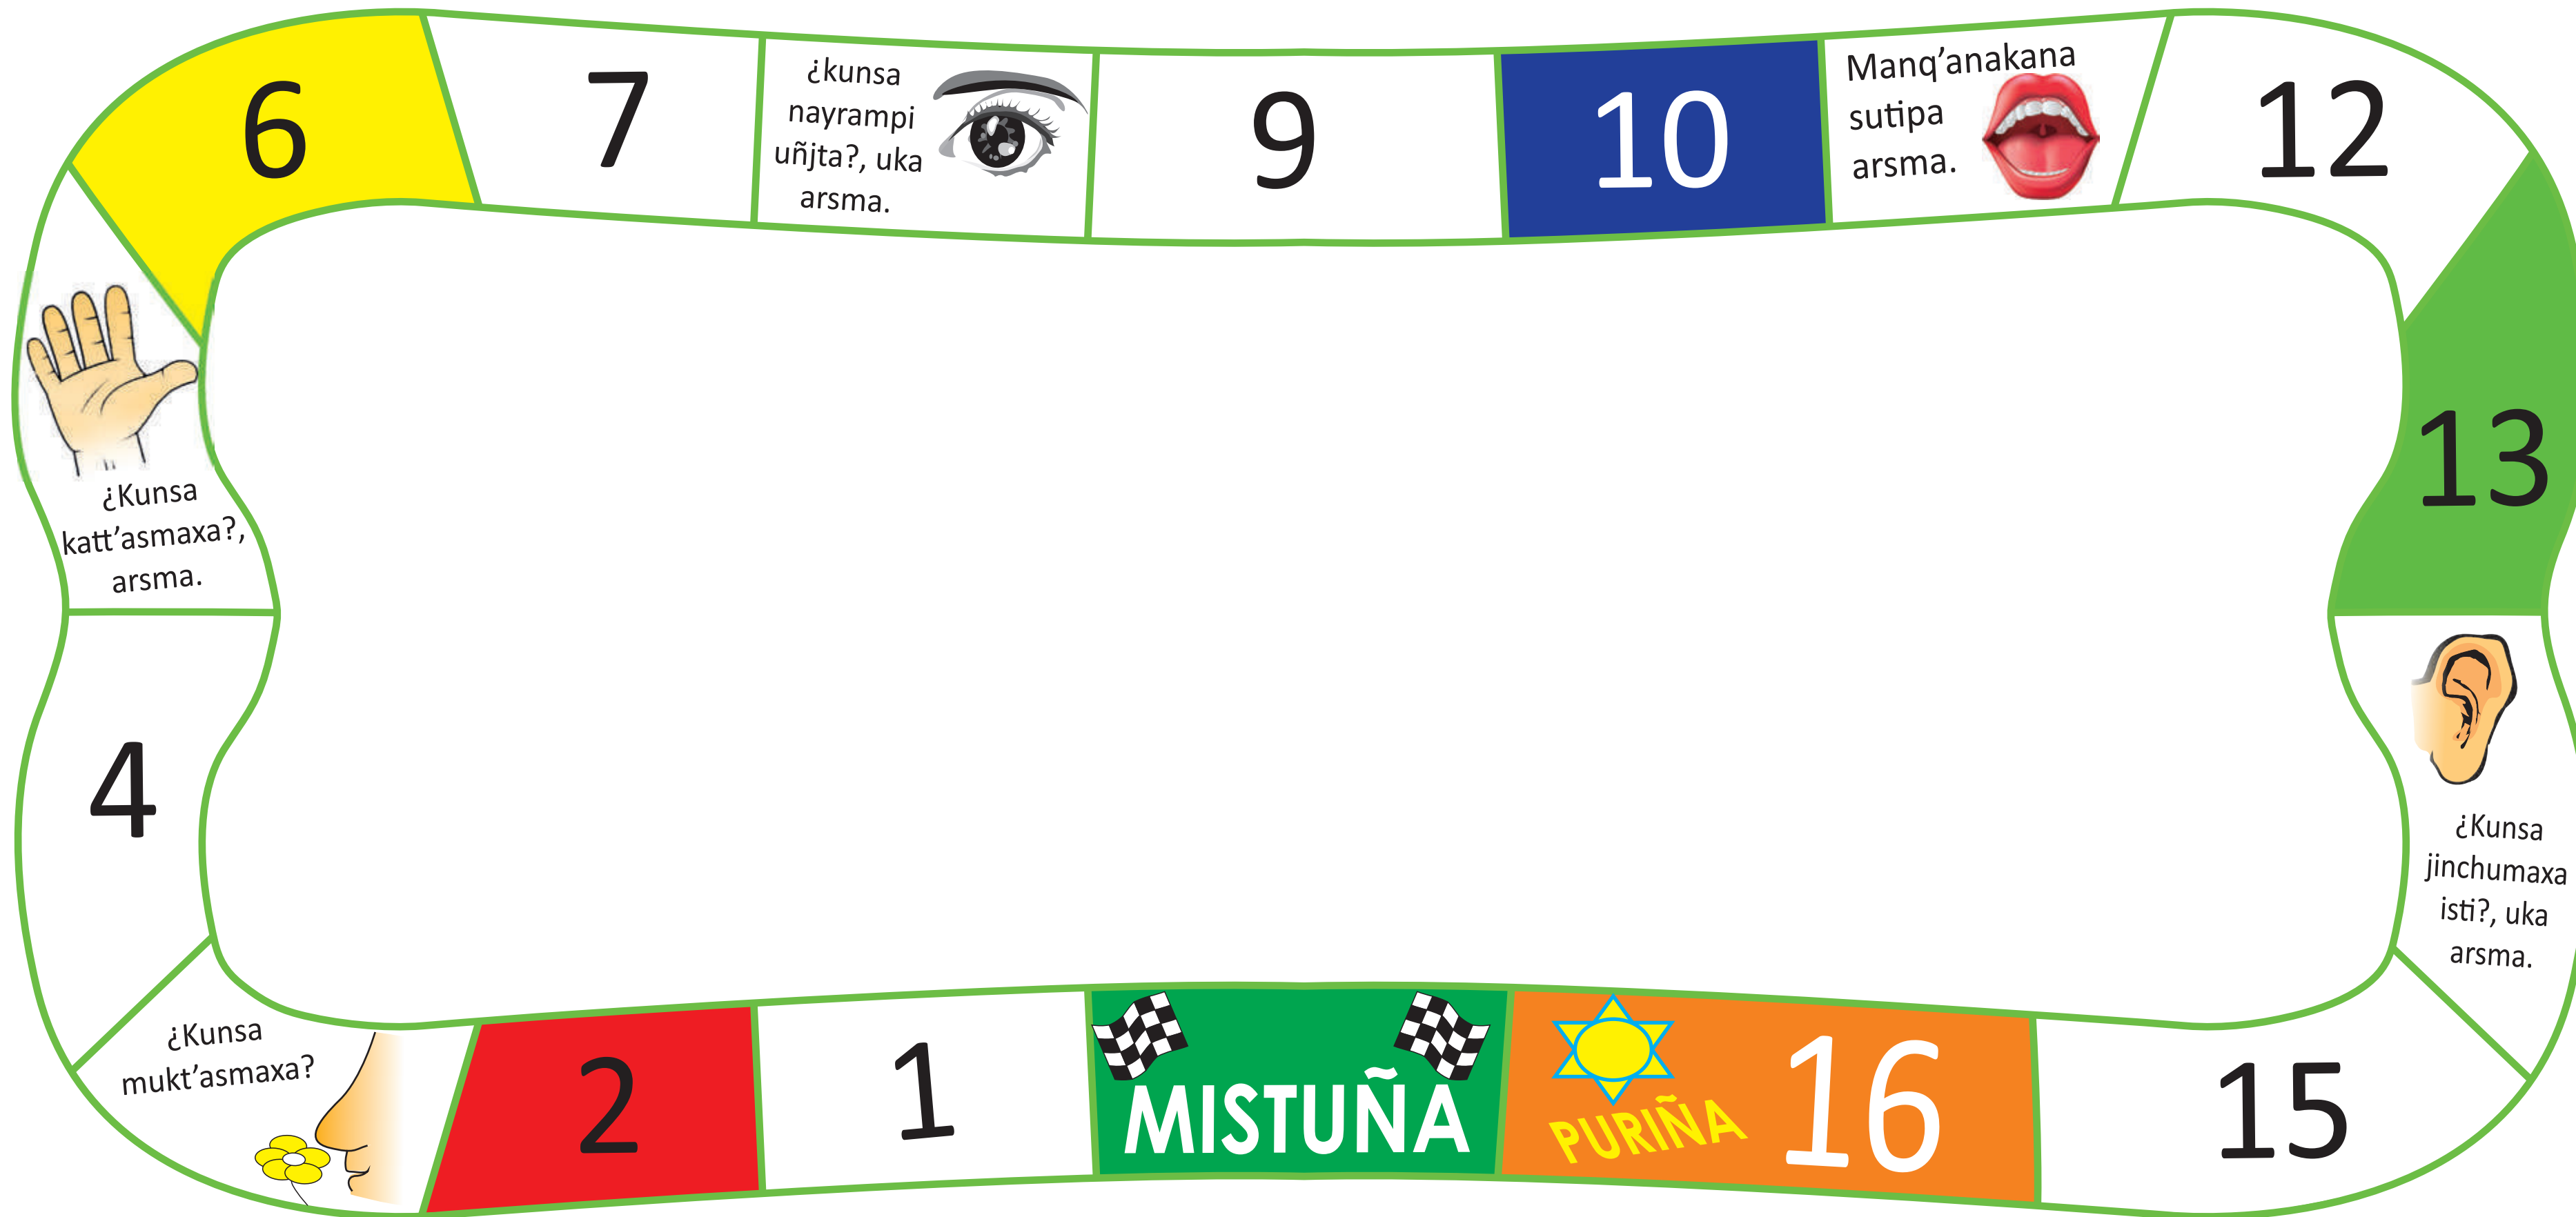 6
7
¿kunsa
nayrampi
uñjta?, uka
arsma.
9
10
Manq'anakana
sutipa
arsma.
12
13
¿Kunsa
katt'asmaxa?,
arsma.
4
¿Kunsa
jinchumaxa
isti?, uka
arsma.
¿Kunsa
mukt'asmaxa?
2
1
MISTUÑA
PURIÑA
16
15